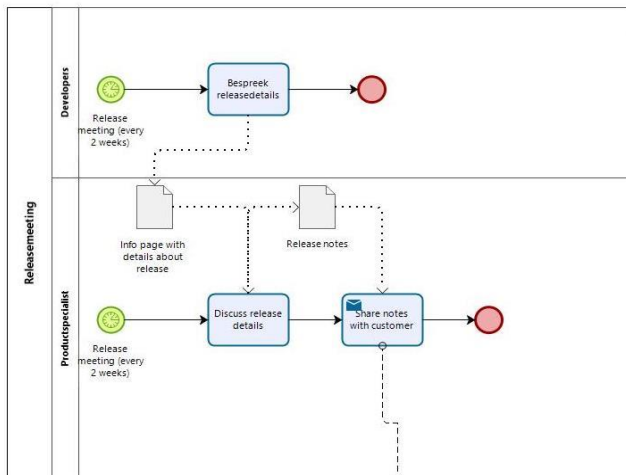 Releasemeeting
Developers
Release
meeting (every
2 weeks)
Bespreek
releasedetails
Productspecialist
Info page with
details about
release
Release notes
Release
meeting (every
2 weeks)
Discuss release
details
Share notes
with customer